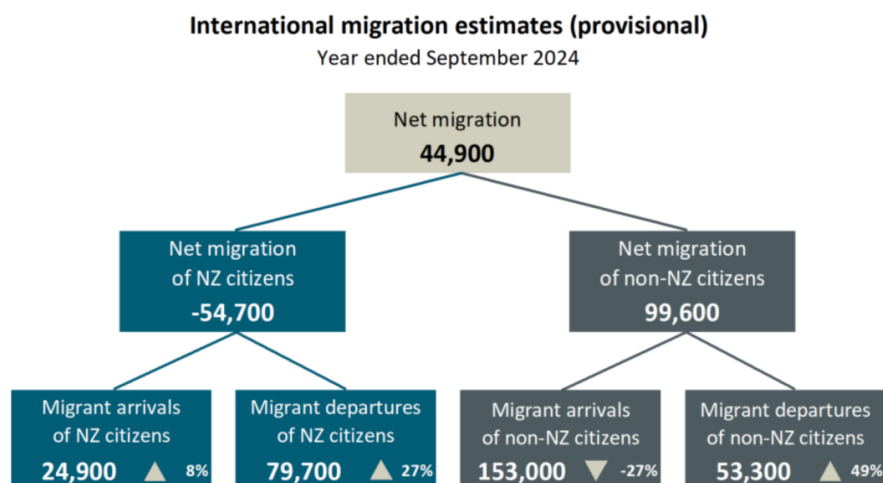 International migration estimates (provisional)
Year ended September 2024
Net migration
44,900
Net migration
of NZ citizens
-54,700
Net migration
of non-NZ citizens
99,600
Migrant arrivals
of NZ citizens
24,900 ▲ 8%
Migrant departures
of NZ citizens
79,700 ▲ 27%
Migrant arrivals
of non-NZ citizens
153,000 ▼ -27%
Migrant departures
of non-NZ citizens
53,300 ▲ 49%